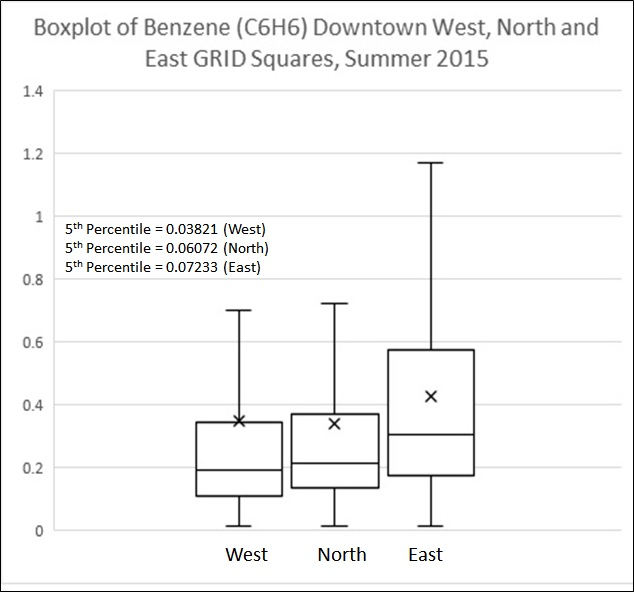 Boxplot of Benzene (C6H6) Downtown West, North and
East GRID Squares, Summer 2015
1.4
1.2
1
5th Percentile = 0.03821 (West)
5th Percentile = 0.06072 (North)
5th Percentile = 0.07233 (East)
0.8
0.6
0.4
0.2
0
West North East